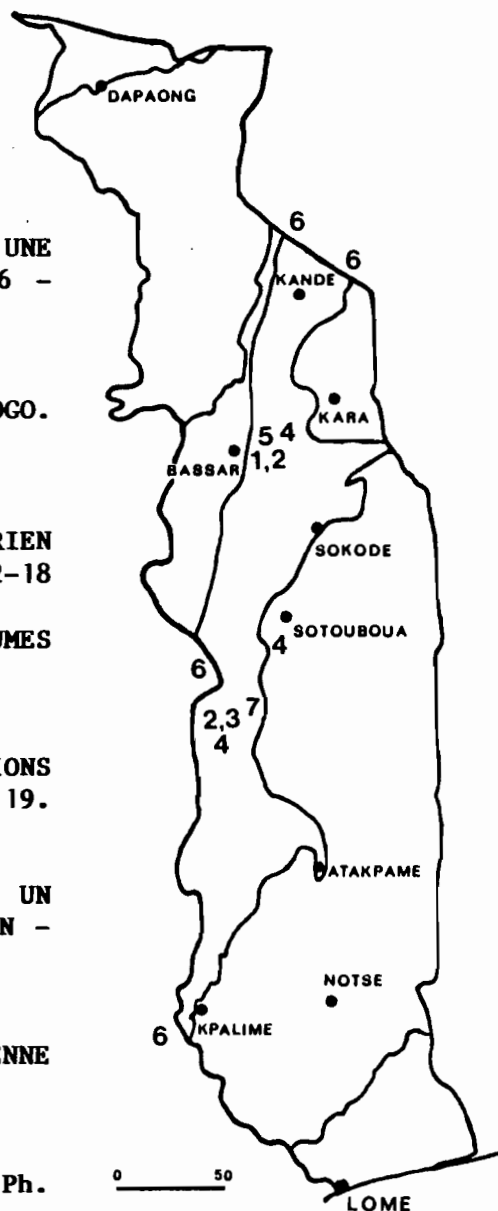 DAPAONG
6
UNE
6
6 -
KANDE
OGO.
KARA
5 4
BASSAR 1,2
RIEN
SOKODE
2-18
SOTOUBOUA
UMES
4
6
7
2,3
4
IONS
19.
ATAKPAME
UN
N -
NOTSE
KPALIME
6
ENNE
0 50
Ph.
LOME